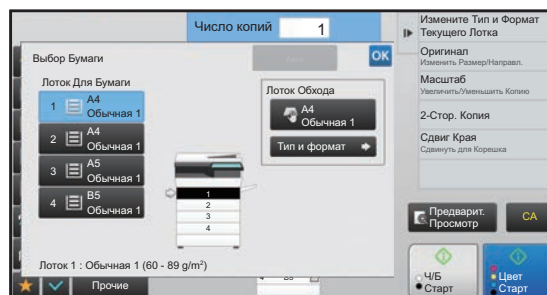 Число копий 1
Выбор Бумаги
Авто
OK
Лоток Для Бумаги
1 A4
Обычная 1
2 A4
Обычная 1
3 A5
Обычная 1
4 B5
Обычная 1
1
2
3
4
Лоток Обхода
A4
Обычная 1
Тип и формат
Лоток 1 : Обычная 1 (60 - 89 g/m²)
Прочие
Измените Тип и Формат
Текущего Лотка
Оригинал
Изменить Размер/Направл.
Масштаб
Увеличить/Уменьшить Копию
2-Стор. Копия
Сдвиг Края
Сдвинуть для Корешка
Предварит.
Просмотр
CA
Ч/Б
Старт
Цвет
Старт